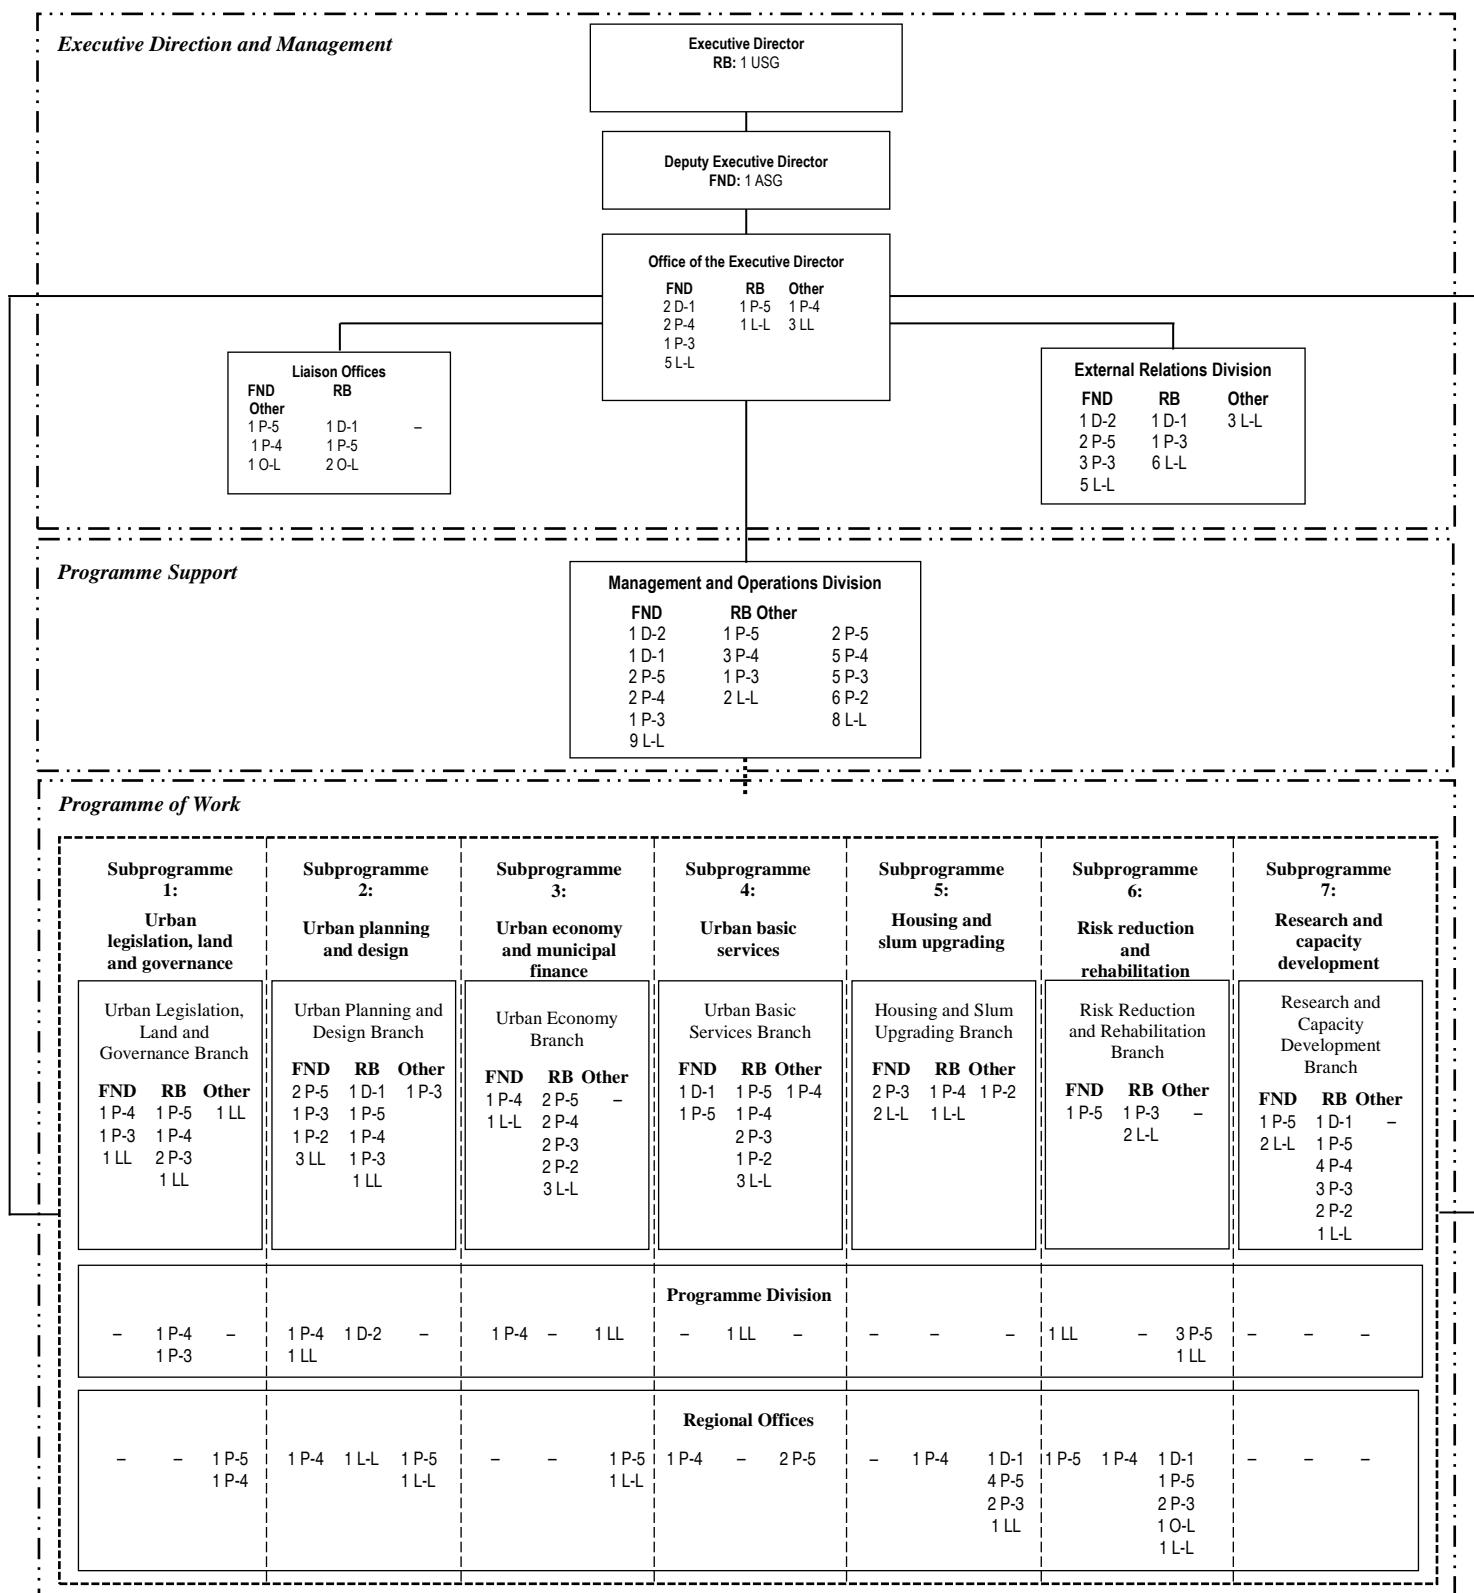 Executive Direction and Management
Executive Director
RB: 1 USG
Deputy Executive Director
FND: 1 ASG
Office of the Executive Director
FND RB Other
2 D-1 1 P-5 1 P-4
2 P-4 1 L-L 3 LL
1 P-3
5 L-L
Liaison Offices
FND RB
Other
1 P-5 1 D-1 –
1 P-4 1 P-5
1 O-L 2 O-L
External Relations Division
FND RB Other
1 D-2 1 D-1 3 L-L
2 P-5 1 P-3
3 P-3 6 L-L
5 L-L
Programme Support
Management and Operations Division
FND RB Other
1 D-2 1 P-5 2 P-5
1 D-1 3 P-4 5 P-4
2 P-5 1 P-3 5 P-3
2 P-4 2 L-L 6 P-2
1 P-3 8 L-L
9 L-L
Programme of Work
Subprogramme
1:
Urban
legislation, land
and governance
Urban Legislation,
Land and
Governance Branch
FND RB Other
1 P-4 1 P-5 1 LL
1 P-3 1 P-4
1 LL 2 P-3
1 LL
Subprogramme
2:
Urban planning
and design
Urban Planning and
Design Branch
FND RB Other
2 P-5 1 D-1 1 P-3
1 P-3 1 P-5
1 P-2 1 P-4
3 LL 1 P-3
1 LL
Subprogramme
3:
Urban economy
and municipal
finance
Urban Economy
Branch
FND RB Other
1 P-4 2 P-5 –
1 L-L 2 P-4
2 P-3
2 P-2
3 L-L
Subprogramme
4:
Urban basic
services
Urban Basic
Services Branch
FND RB Other
1 D-1 1 P-5 1 P-4
1 P-5 1 P-4
2 P-3
1 P-2
3 L-L
Subprogramme
5:
Housing and
slum upgrading
Housing and Slum
Upgrading Branch
FND RB Other
2 P-3 1 P-4 1 P-2
2 L-L 1 L-L
Subprogramme
6:
Risk reduction
and
rehabilitation
Risk Reduction
and Rehabilitation
Branch
FND RB Other
1 P-5 1 P-3 –
2 L-L
Subprogramme
7:
Research and
capacity
development
Research and
Capacity
Development
Branch
FND RB Other
1 P-5 1 D-1 –
2 L-L 1 P-5
4 P-4
3 P-3
2 P-2
1 L-L
Programme Division
– 1 P-4 – 1 P-4 1 D-2 – 1 P-4 – 1 LL – 1 LL – – – – 1 LL – 3 P-5 – – –
1 P-3 1 LL 1 LL
Regional Offices
– – 1 P-5 1 P-4 1 L-L 1 P-5 – – 1 P-5 1 P-4 – 2 P-5 – 1 P-4 1 D-1 1 P-5 1 P-4 1 D-1 – – –
1 P-4 1 L-L 1 L-L 4 P-5 1 P-5
2 P-3 2 P-3
1 LL 1 O-L
1 L-L